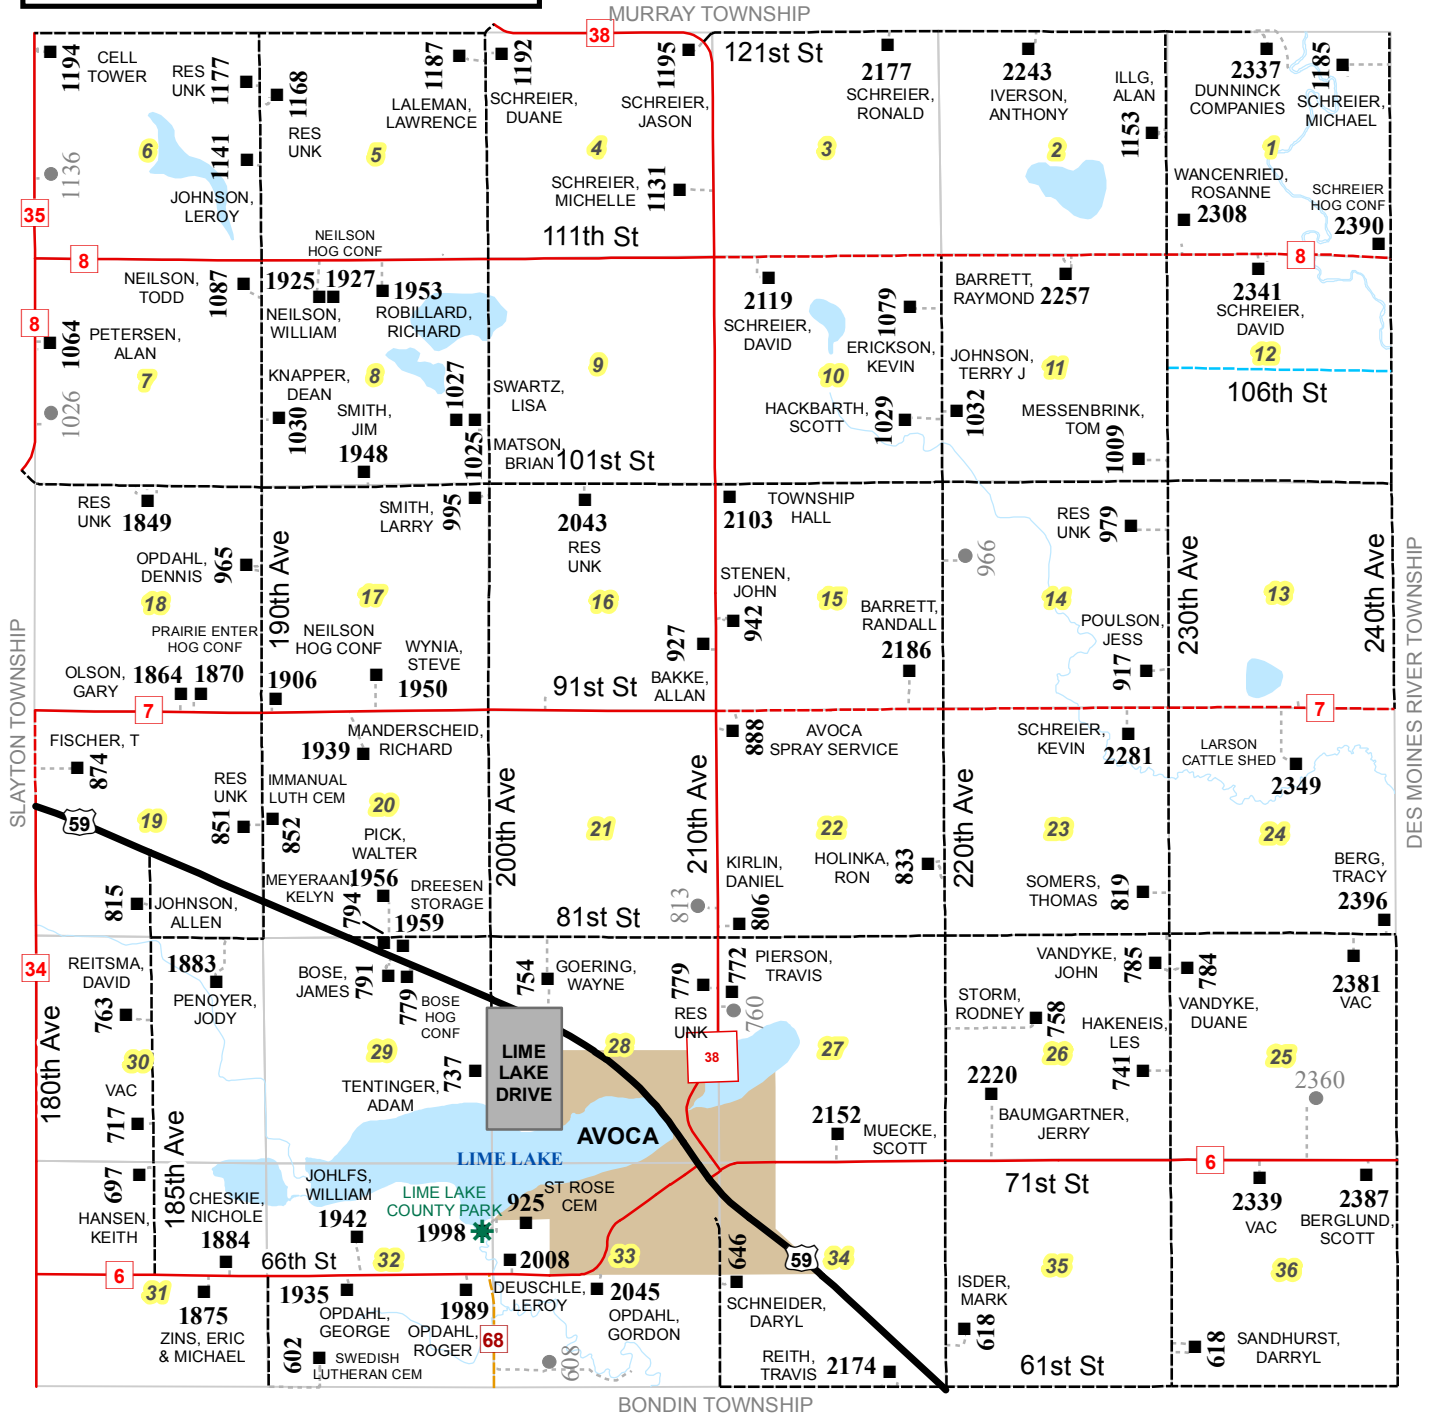 MURRAY TOWNSHIP
38
121st St
1194
CELL
TOWER
RES
UNK
1177
1168
RES
UNK
1187
LALEMAN,
LAWRENCE
1192
SCHREIER,
DUANE
1195
SCHREIER,
JASON
2177
SCHREIER,
RONALD
2243
IVERSON,
ANTHONY
ILLG,
ALAN
1153
2337
DUNNINCK
COMPANIES
1185
SCHREIER,
MICHAEL
6
5
4
3
2
1
1136
1141
JOHNSON,
LEROY
SCHREIER,
MICHELLE
1131
WANCENRIED,
ROSANNE
2308
SCHREIER
HOG CONF
2390
35
NEILSON
HOG CONF
111th St
8
8
NEILSON,
TODD
1087
1925
1927
NEILSON,
WILLIAM
1953
ROBILLARD,
RICHARD
2119
SCHREIER,
DAVID
1079
ERICKSON,
KEVIN
BARRETT,
RAYMOND
2257
2341
SCHREIER,
DAVID
8
1064
PETERSEN,
ALAN
7
8
9
10
11
12
106th St
1026
KNAPPER,
DEAN
1030
SMITH,
JIM
1948
1027
1025
SWARTZ,
LISA
MATSON
BRIAN
101st St
HACKBARTH,
SCOTT
1029
JOHNSON,
TERRY J
1032
MESSENBRINK,
TOM
1009
RES
UNK
1849
SMITH,
LARRY
995
2043
RES
UNK
2103
TOWNSHIP
HALL
RES
UNK
979
966
OPDAHL,
DENNIS
965
190th Ave
STENEN,
JOHN
942
230th Ave
240th Ave
18
17
16
15
14
13
PRAIRIE ENTER
HOG CONF
NEILSON
HOG CONF
WYNIA,
STEVE
1950
927
BAKKE,
ALLAN
BARRETT,
RANDALL
2186
POULSON,
JESS
917
OLSON,
GARY
1864
1870
1906
91st St
SLAYTON TOWNSHIP
DES MOINES RIVER TOWNSHIP
7
7
FISCHER, T
874
1939
MANDERSCHEID,
RICHARD
888
AVOCA
SPRAY SERVICE
SCHREIER,
KEVIN
2281
LARSON
CATTLE SHED
2349
RES
UNK
851
IMMANUAL
LUTH CEM
852
200th Ave
210th Ave
220th Ave
59
19
20
21
22
23
24
PICK,
WALTER
1956
MEYERAAN,
KELYN
794
DREESEN
STORAGE
1959
KIRLIN,
DANIEL
806
813
HOLINKA,
RON
833
SOMERS,
THOMAS
819
BERG,
TRACY
2396
815
JOHNSON,
ALLEN
81st St
34
REITSMA,
DAVID
763
1883
PENOYER,
JODY
BOSE,
JAMES
791
779
BOSE
HOG
CONF
754
GOERING,
WAYNE
779
RES
UNK
772
PIERSON,
TRAVIS
760
VANDYKE,
JOHN
785
784
VANDYKE,
DUANE
2381
VAC
STORM,
RODNEY
758
HAKENEIS,
LES
741
180th Ave
30
29
28
27
26
25
LIME
LAKE
DRIVE
38
VAC
717
TENTINGER,
ADAM
737
2220
BAUMGARTNER,
JERRY
2360
AVOCA
2152
MUECKE,
SCOTT
185th Ave
LIME LAKE
6
71st St
697
HANSEN,
KEITH
CHESKIE,
NICHOLE
1884
JOHLFS,
WILLIAM
1942
LIME LAKE
COUNTY PARK
1998
925
ST ROSE
CEM
2339
VAC
2387
BERGLUND,
SCOTT
66th St
32
2008
33
646
59
34
35
36
6
31
1875
ZINS, ERIC
& MICHAEL
1935
OPDAHL,
GEORGE
1989
OPDAHL,
ROGER
DEUSCHLE,
LEROY
2045
OPDAHL,
GORDON
SCHNEIDER,
DARYL
ISDER,
MARK
618
618
SANDHURST,
DARRYL
602
SWEDISH
LUTHERAN CEM
68
608
REITH,
TRAVIS
2174
61st St
BONDIN TOWNSHIP